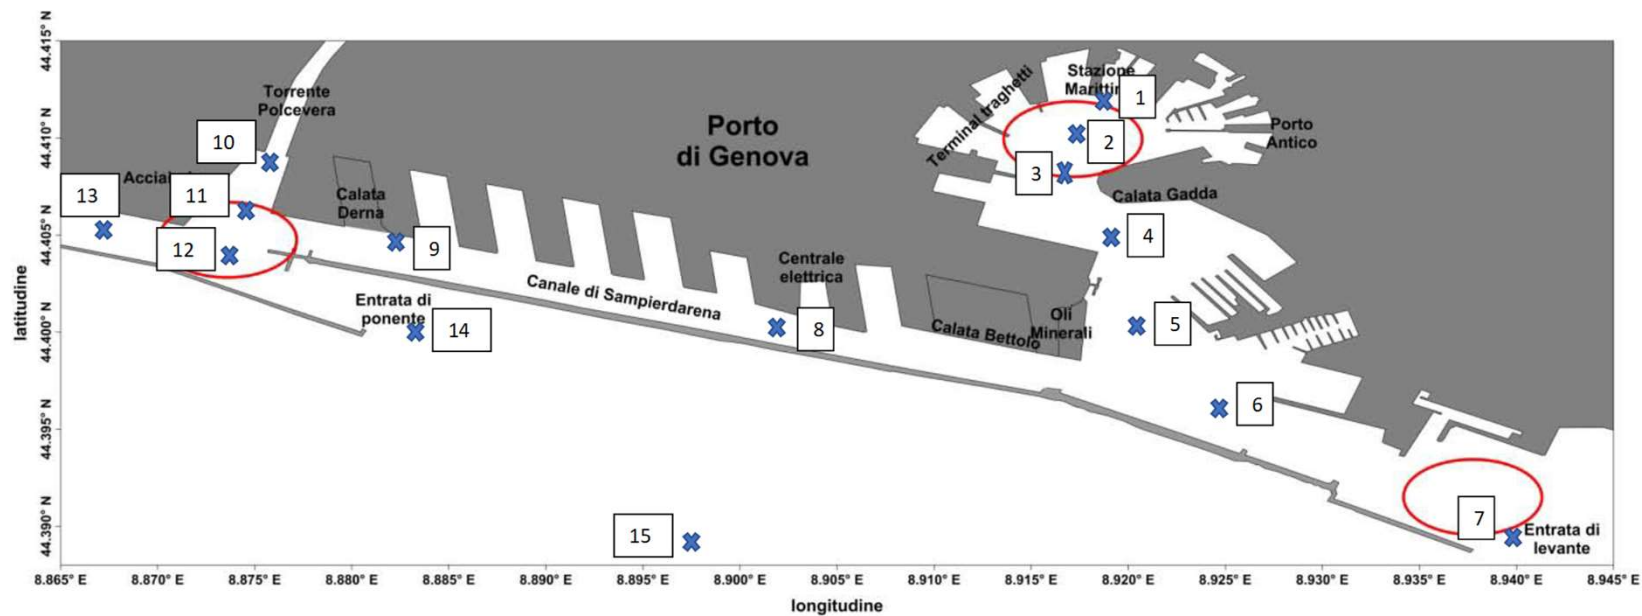 44.415° N
44.410° N
44.405° N
44.400° N
44.395° N
44.390° N
latitudine
Torrente
Polcevera
10
13
11
12
Calata
Derna
9
Entrata di
ponente
14
Canale di Sampierdarena
Porto
di Genova
Centrale
elettrica
8
15
Terminal traghetti
Stazione
1
2
3
Porto
Antico
Calata Gadda
4
Calata Bettolo
Oli
Minerali
5
6
7
Entrata di
levante
8.865° E
8.870° E
8.875° E
8.880° E
8.885° E
8.890° E
8.895° E
8.900° E
8.905° E
8.910° E
8.915° E
8.920° E
8.925° E
8.930° E
8.935° E
8.940° E
8.945° E
longitudine